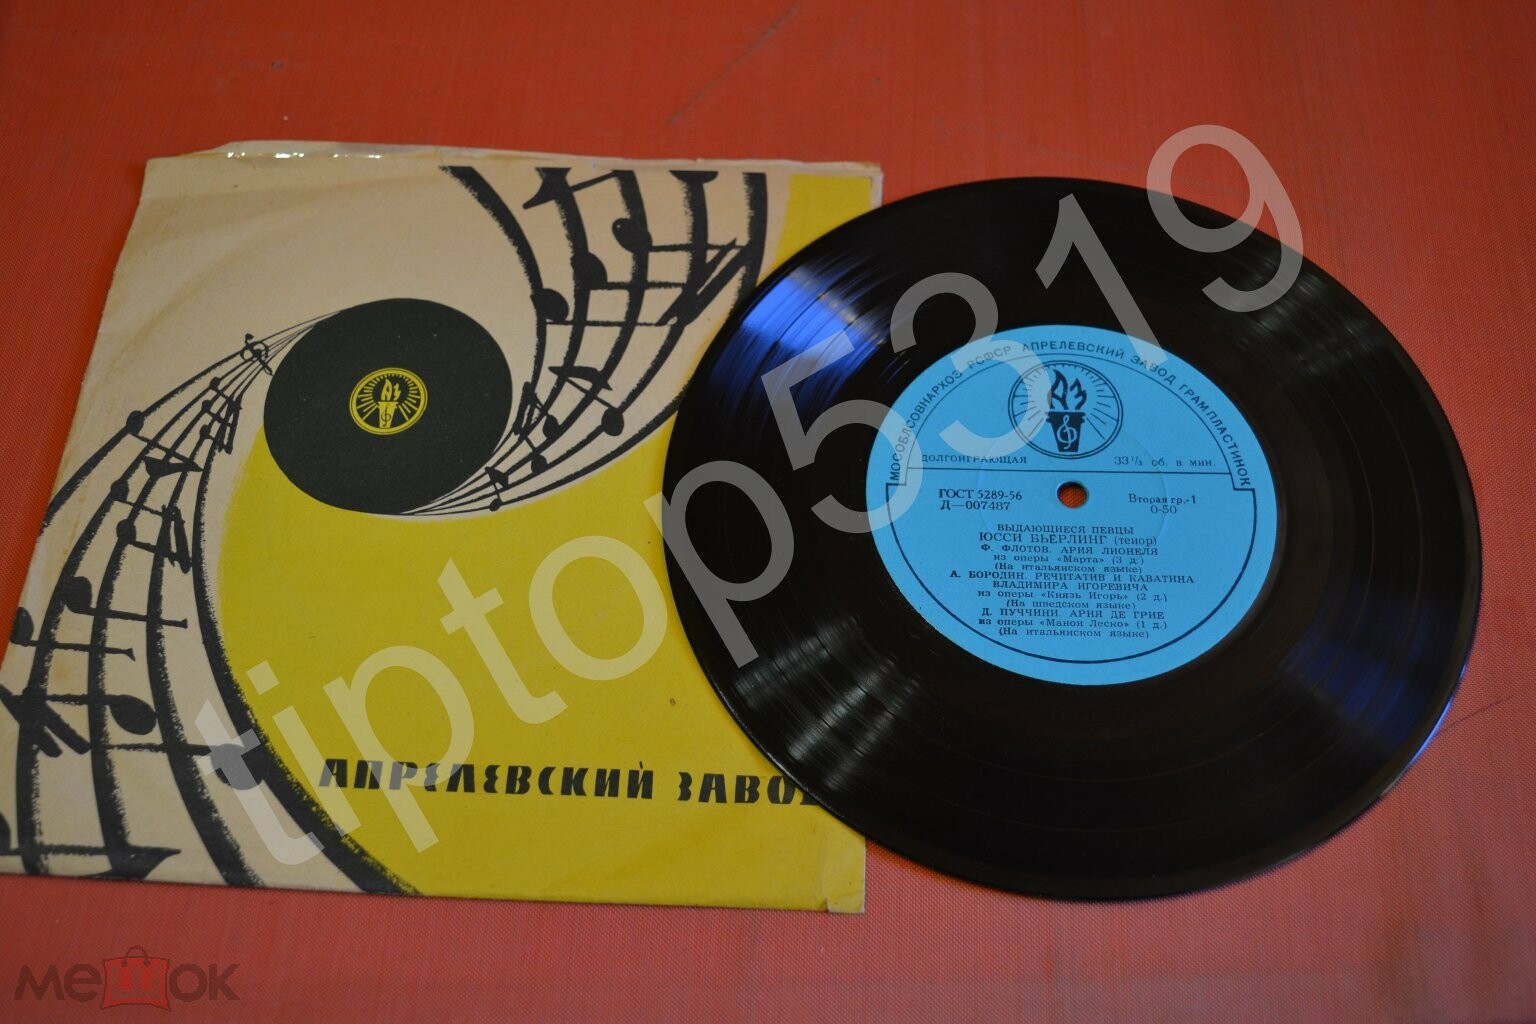 АПРЕЛЕВСКИЙ ЗАВОД
МОСОБЛСОВНАРХОЗ РСФСР АПРЕЛЕВСКИЙ ЗАВОД ГРАМПЛАСТИНОК
АЗ
ДОЛГОИГРАЮЩАЯ 33 1/3 об. в мин.
ГОСТ 5289-56 Вторая гр.-1
Д—007487 0-50
ВЫДАЮЩИЕСЯ ПЕВЦЫ
ЮССИ БЬЁРЛИНГ (тенор)
Ф. ФЛОТОВ. АРИЯ ЛИОНЕЛЯ
из оперы «Марта» (3 д.)
(На итальянском языке)
А. БОРОДИН. РЕЧИТАТИВ И КАВАТИНА
ВЛАДИМИРА ИГОРЕВИЧА
из оперы «Князь Игорь» (2 д.)
(На шведском языке)
Д. ПУЧЧИНИ. АРИЯ ДЕ ГРИЕ
из оперы «Манон Леско» (1 д.)
(На итальянском языке)
tiptop5319
мешок